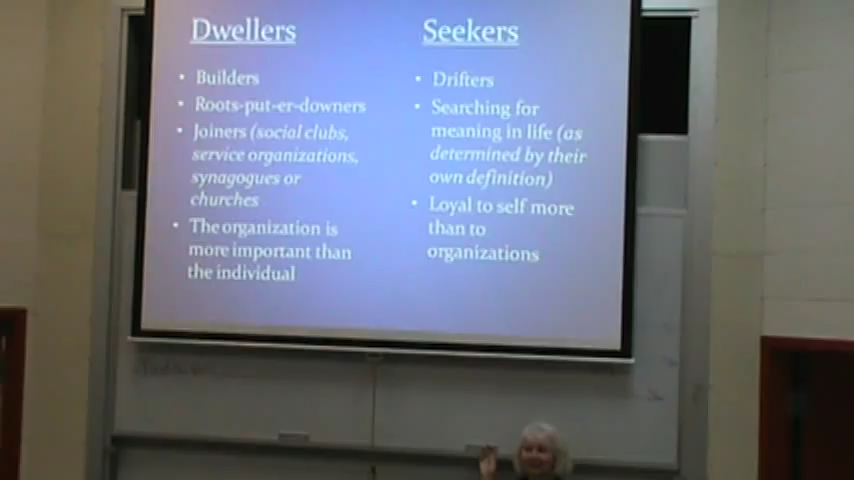 Dwellers
• Builders
• Roots-put-er-downers
• Joiners (social clubs,
service organizations,
synagogues or
churches
• The organization is
more important than
the individual
Seekers
• Drifters
• Searching for
meaning in life (as
determined by their
own definition)
• Loyal to self more
than to
organizations